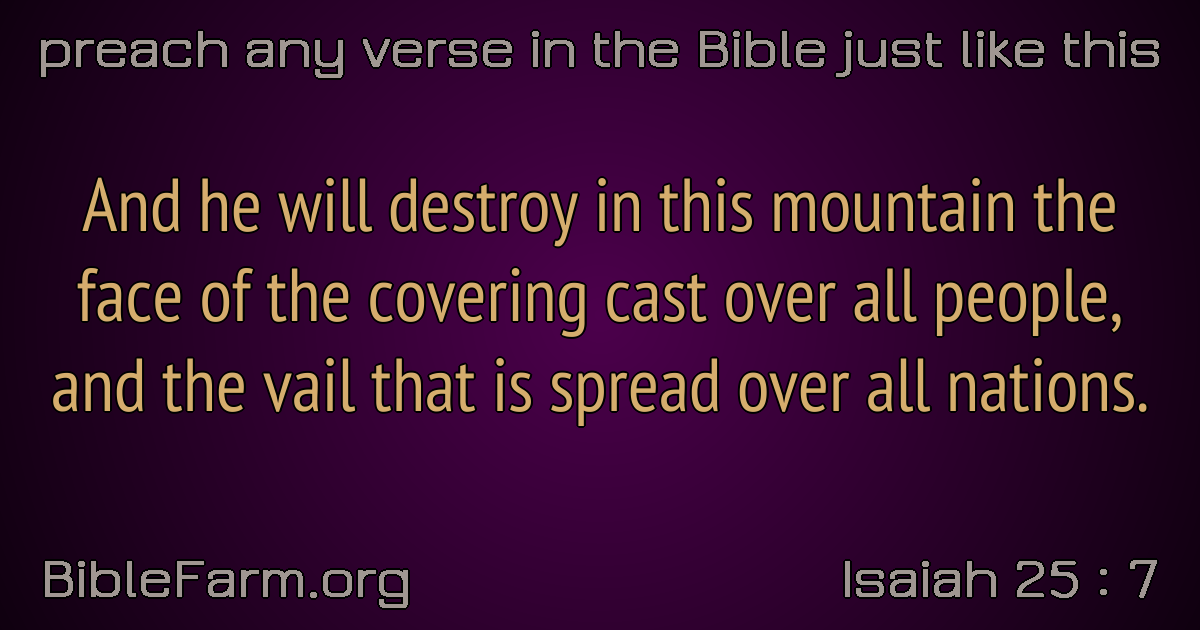 preach any verse in the Bible just like this
And he will destroy in this mountain the
face of the covering cast over all people,
and the vail that is spread over all nations.
BibleFarm.org
Isaiah 25 : 7